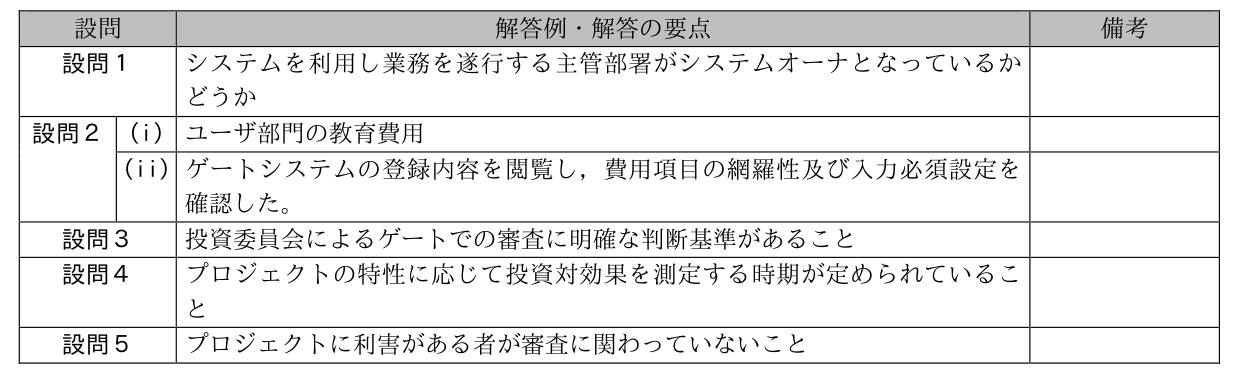 設問 解答例・解答の要点 備考
設問1 システムを利用し業務を遂行する主管部署がシステムオーナとなっているか
どうか
設問2 (i) ユーザ部門の教育費用
(ii) ゲートシステムの登録内容を閲覧し，費用項目の網羅性及び入力必須設定を
確認した。
設問3 投資委員会によるゲートでの審査に明確な判断基準があること
設問4 プロジェクトの特性に応じて投資対効果を測定する時期が定められているこ
と
設問5 プロジェクトに利害がある者が審査に関わっていないこと